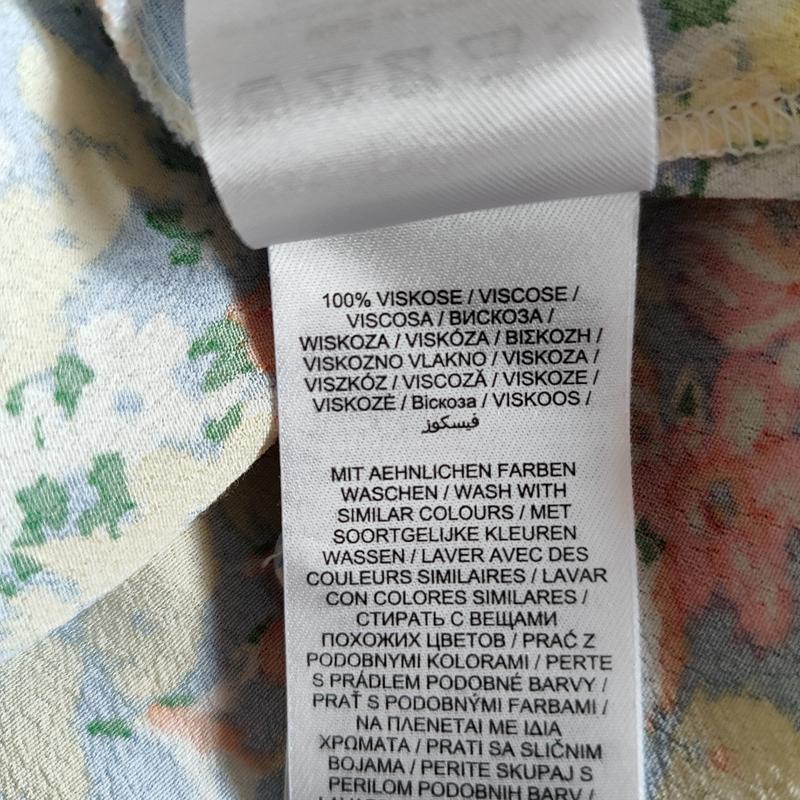 100% VISKOSE / VISCOSE /
VISCOSA / ВИСКОЗА /
WISKOZA / VISKÓZA / ΒΙΣΚΟΖΗ /
VISKOZNO VLAKNO / VISKOZA /
VISZKÓZ / VISCOZĂ / VISKOZE /
VISKOZĖ / Віскоза / VISKOOS /
فيسكوز
MIT AEHNLICHEN FARBEN
WASCHEN / WASH WITH
SIMILAR COLOURS / MET
SOORTGELIJKE KLEUREN
WASSEN / LAVER AVEC DES
COULEURS SIMILAIRES / LAVAR
CON COLORES SIMILARES /
СТИРАТЬ С ВЕЩАМИ
ПОХОЖИХ ЦВЕТОВ / PRAĆ Z
PODOBNYMI KOLORAMI / PERTE
S PRÁDLEM PODOBNÉ BARVY /
PRAŤ S PODOBNÝMI FARBAMI /
ΝΑ ΠΛΕΝΕΤΑΙ ΜΕ ΙΔΙΑ
ΧΡΩΜΑΤΑ / PRATI SA SLIČNIM
BOJAMA / PERITE SKUPAJ S
PERILOM PODOBNIH BARV /